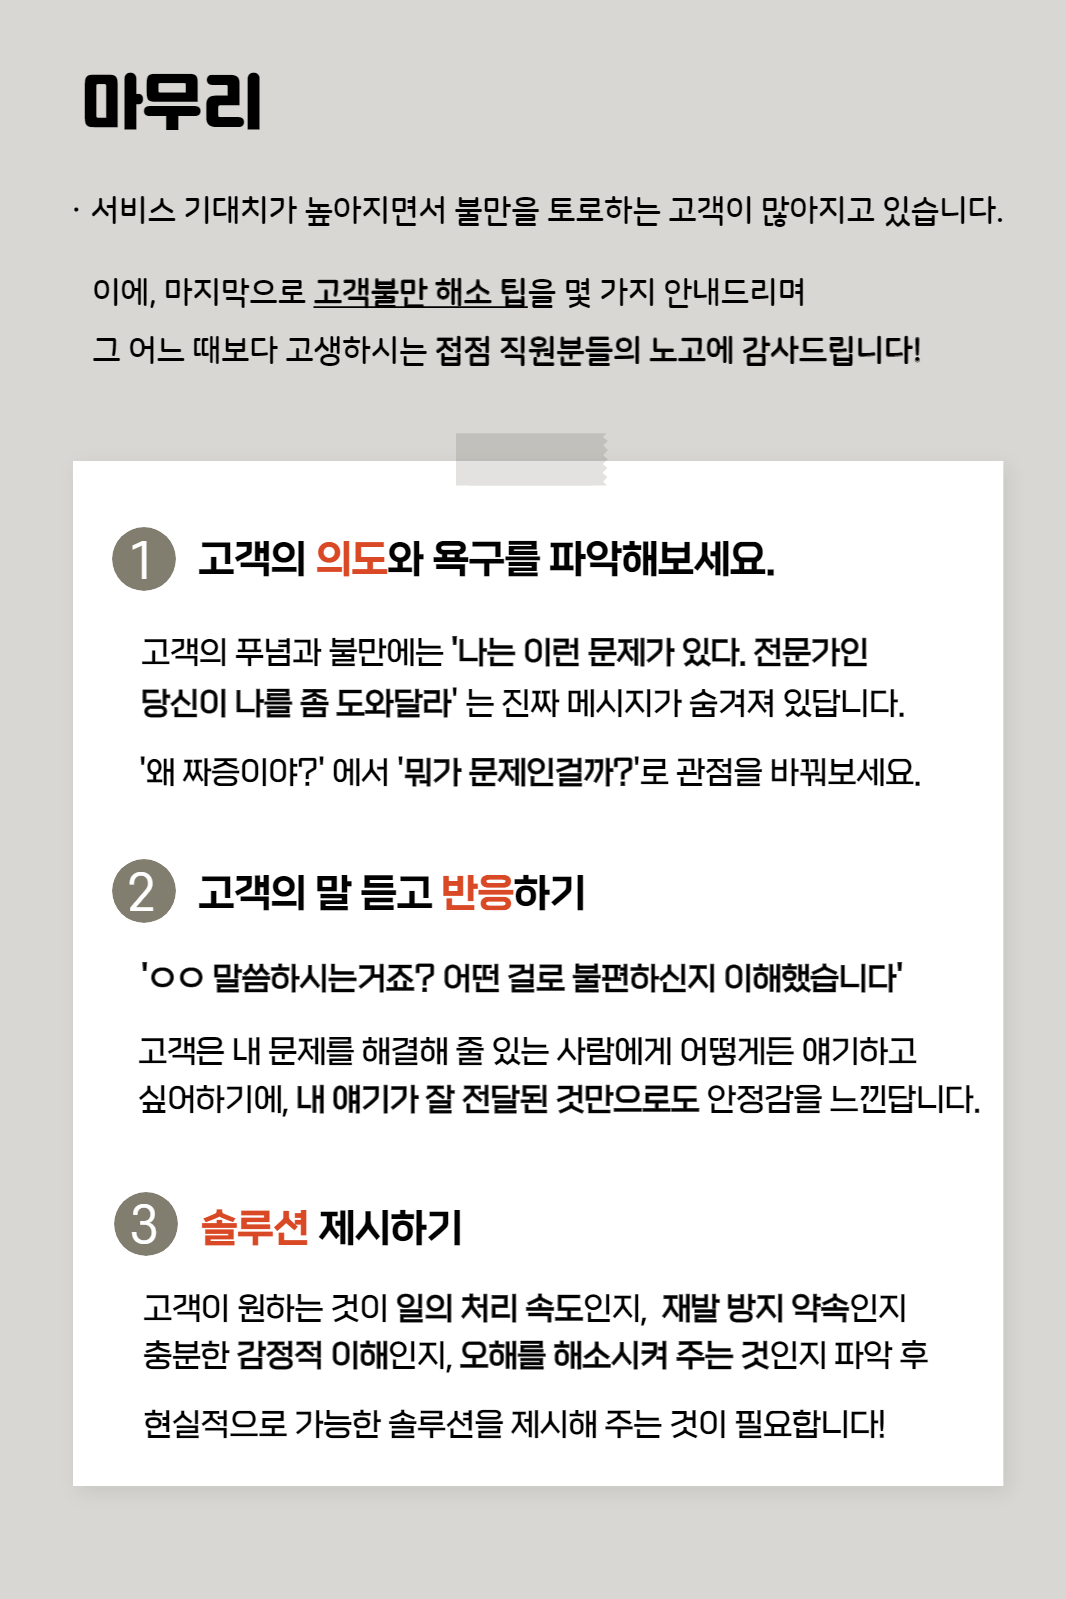 마무리
· 서비스 기대치가 높아지면서 불만을 토로하는 고객이 많아지고 있습니다.
이에, 마지막으로 고객불만 해소 팁을 몇 가지 안내드리며
그 어느 때보다 고생하시는 접점 직원분들의 노고에 감사드립니다!
1 고객의 의도와 욕구를 파악해보세요.
고객의 푸념과 불만에는 '나는 이런 문제가 있다. 전문가인
당신이 나를 좀 도와달라' 는 진짜 메시지가 숨겨져 있답니다.
'왜 짜증이야?' 에서 '뭐가 문제인걸까?'로 관점을 바꿔보세요.
2 고객의 말 듣고 반응하기
'ㅇㅇ 말씀하시는거죠? 어떤 걸로 불편하신지 이해했습니다'
고객은 내 문제를 해결해 줄 있는 사람에게 어떻게든 얘기하고
싶어하기에, 내 얘기가 잘 전달된 것만으로도 안정감을 느낀답니다.
3 솔루션 제시하기
고객이 원하는 것이 일의 처리 속도인지, 재발 방지 약속인지
충분한 감정적 이해인지, 오해를 해소시켜 주는 것인지 파악 후
현실적으로 가능한 솔루션을 제시해 주는 것이 필요합니다!